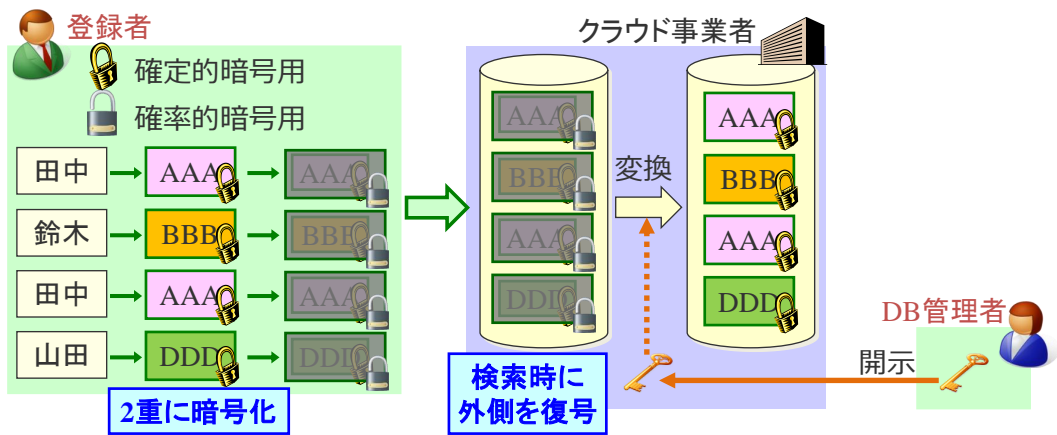 登録者
確定的暗号用
確率的暗号用
田中
AAA
AAA
鈴木
BBB
BBB
田中
AAA
AAA
山田
DDD
DDD
2重に暗号化
クラウド事業者
AAA
BBB
AAA
DDD
変換
AAA
BBB
AAA
DDD
検索時に
外側を復号
DB管理者
開示